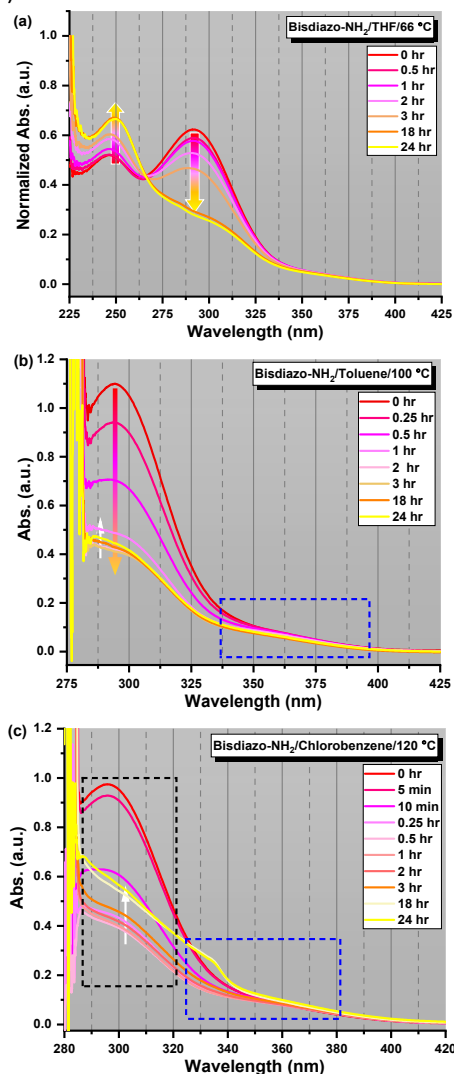 (a)
Bisdiazo-NH₂/THF/66 °C
0 hr
0.5 hr
1 hr
2 hr
3 hr
18 hr
24 hr
Normalized Abs. (a.u.)
1.0
0.8
0.6
0.4
0.2
0.0
225 250 275 300 325 350 375 400 425
Wavelength (nm)
(b)
Bisdiazo-NH₂/Toluene/100 °C
0 hr
0.25 hr
0.5 hr
1 hr
2 hr
3 hr
18 hr
24 hr
Abs. (a.u.)
1.2
1.0
0.8
0.6
0.4
0.2
0.0
275 300 325 350 375 400 425
Wavelength (nm)
(c)
Bisdiazo-NH₂/Chlorobenzene/120 °C
0 hr
5 min
10 min
0.25 hr
0.5 hr
1 hr
2 hr
3 hr
18 hr
24 hr
Abs. (a.u.)
1.2
1.0
0.8
0.6
0.4
0.2
0.0
280 300 320 340 360 380 400 420
Wavelength (nm)